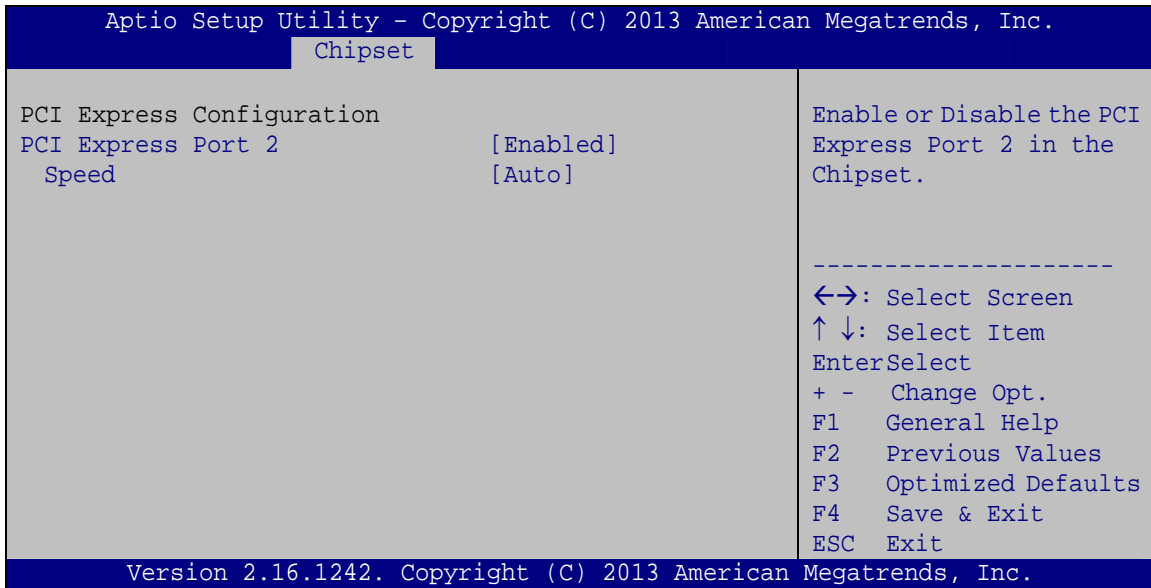 Aptio Setup Utility – Copyright (C) 2013 American Megatrends, Inc.
Chipset
PCI Express Configuration
PCI Express Port 2 [Enabled]
Speed [Auto]
Enable or Disable the PCI
Express Port 2 in the
Chipset.
---------------------
←→: Select Screen
↑ ↓: Select Item
EnterSelect
+ - Change Opt.
F1 General Help
F2 Previous Values
F3 Optimized Defaults
F4 Save & Exit
ESC Exit
Version 2.16.1242. Copyright (C) 2013 American Megatrends, Inc.